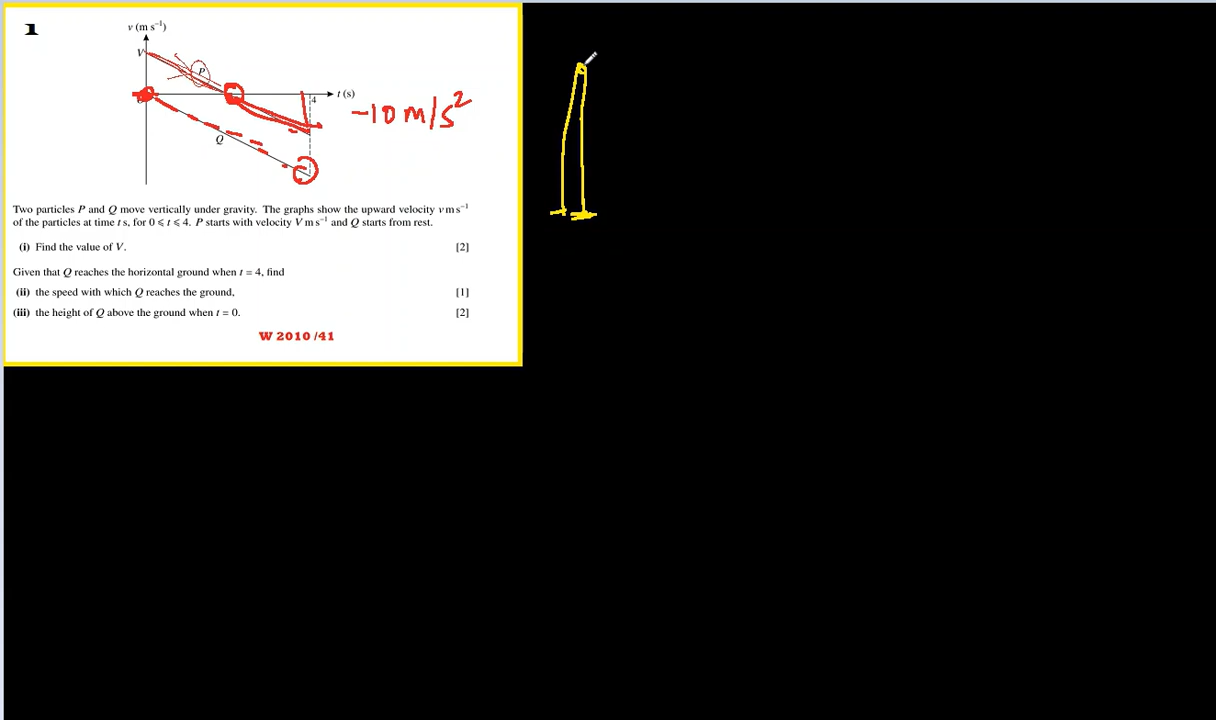 1
v (m s⁻¹)
V
P
t (s)
4
-10 m/s²
Q
Two particles P and Q move vertically under gravity. The graphs show the upward velocity v m s⁻¹
of the particles at time t s, for 0 ⩽ t ⩽ 4. P starts with velocity V m s⁻¹ and Q starts from rest.
(i) Find the value of V. [2]
Given that Q reaches the horizontal ground when t = 4, find
(ii) the speed with which Q reaches the ground, [1]
(iii) the height of Q above the ground when t = 0. [2]
W 2010 /41